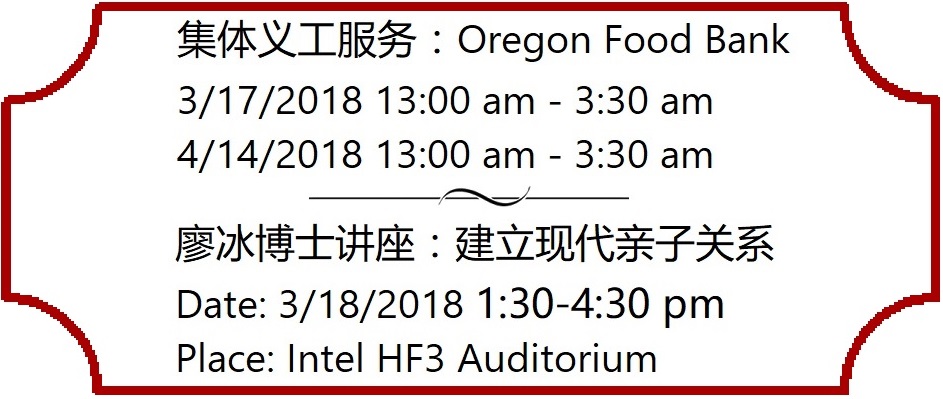 集体义工服务：Oregon Food Bank
3/17/2018 13:00 am - 3:30 am
4/14/2018 13:00 am - 3:30 am
廖冰博士讲座：建立现代亲子关系
Date: 3/18/2018 1:30-4:30 pm
Place: Intel HF3 Auditorium